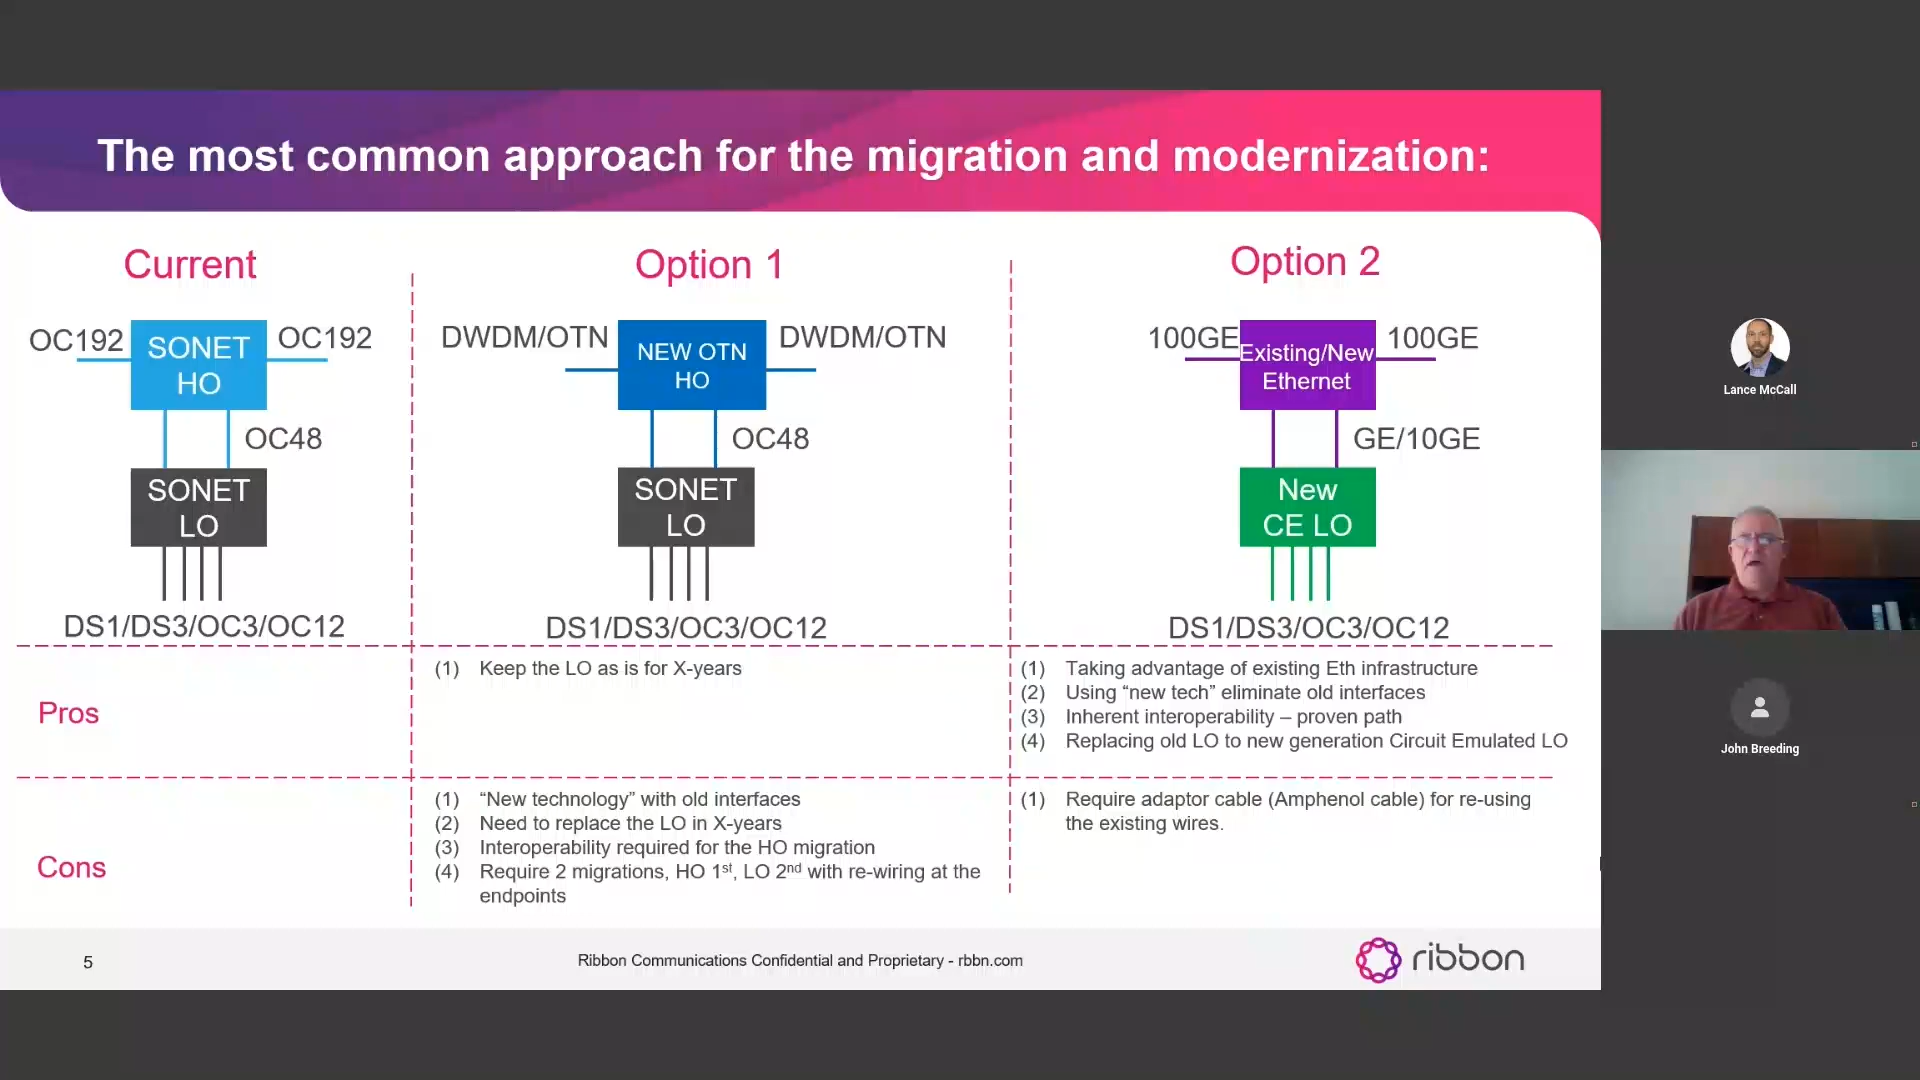 The most common approach for the migration and modernization:
Current
Option 1
Option 2
OC192
SONET
HO
OC192
OC48
SONET
LO
DS1/DS3/OC3/OC12
DWDM/OTN
NEW OTN
HO
DWDM/OTN
OC48
SONET
LO
DS1/DS3/OC3/OC12
100GE
Existing/New
Ethernet
100GE
GE/10GE
New
CE LO
DS1/DS3/OC3/OC12
Pros
(1) Keep the LO as is for X-years
(1) Taking advantage of existing Eth infrastructure
(2) Using “new tech” eliminate old interfaces
(3) Inherent interoperability – proven path
(4) Replacing old LO to new generation Circuit Emulated LO
Cons
(1) “New technology” with old interfaces
(2) Need to replace the LO in X-years
(3) Interoperability required for the HO migration
(4) Require 2 migrations, HO 1st, LO 2nd with re-wiring at the
endpoints
(1) Require adaptor cable (Amphenol cable) for re-using
the existing wires.
5
Ribbon Communications Confidential and Proprietary - rbbn.com
ribbon
Lance McCall
John Breeding